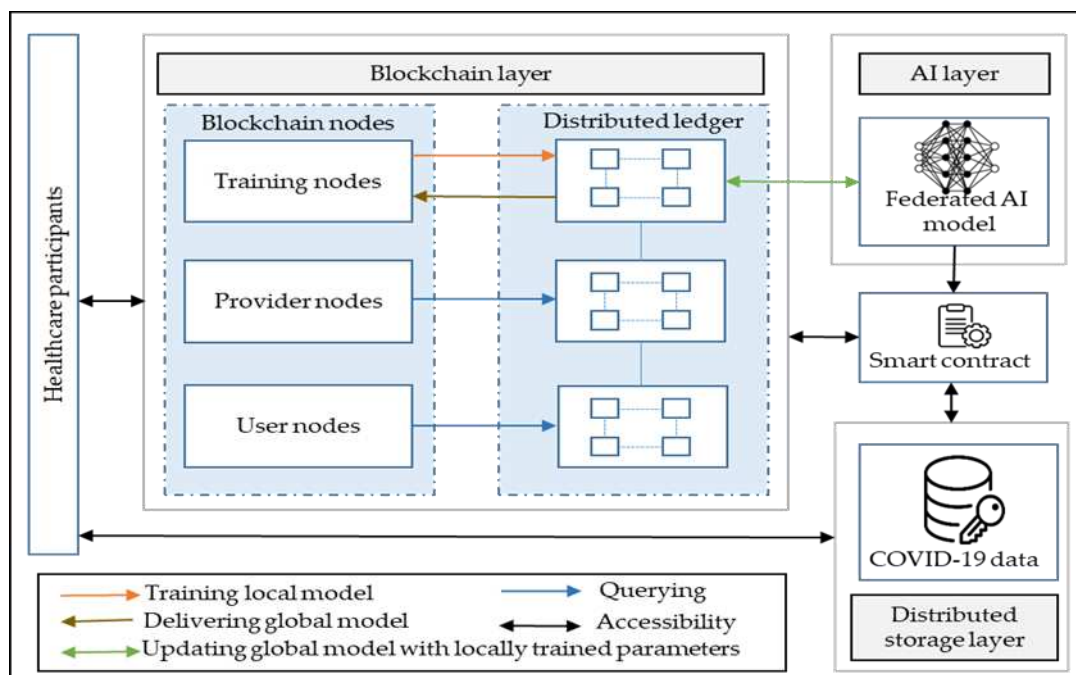 Healthcare participants
Blockchain layer
Blockchain nodes
Distributed ledger
Training nodes
Provider nodes
User nodes
AI layer
Federated AI
model
Smart contract
COVID-19 data
Distributed
storage layer
Training local model
Querying
Delivering global model
Accessibility
Updating global model with locally trained parameters